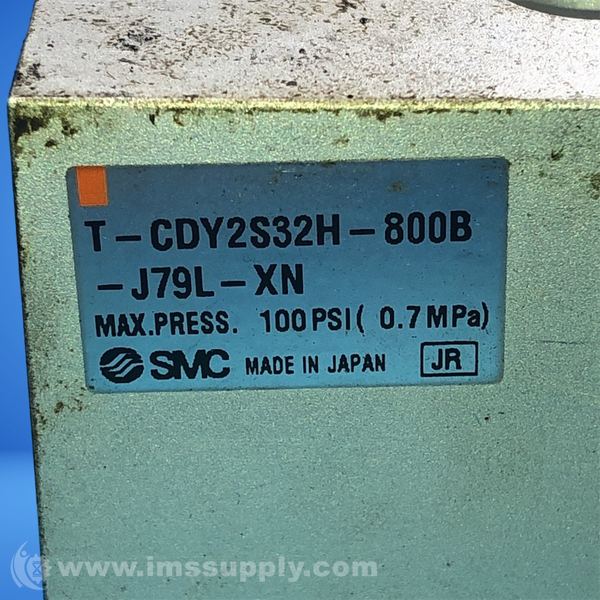 T-CDY2S32H-800B
-J79L-XN
MAX.PRESS. 100PSI( 0.7MPa)
SMC MADE IN JAPAN JR
www.imssupply.com